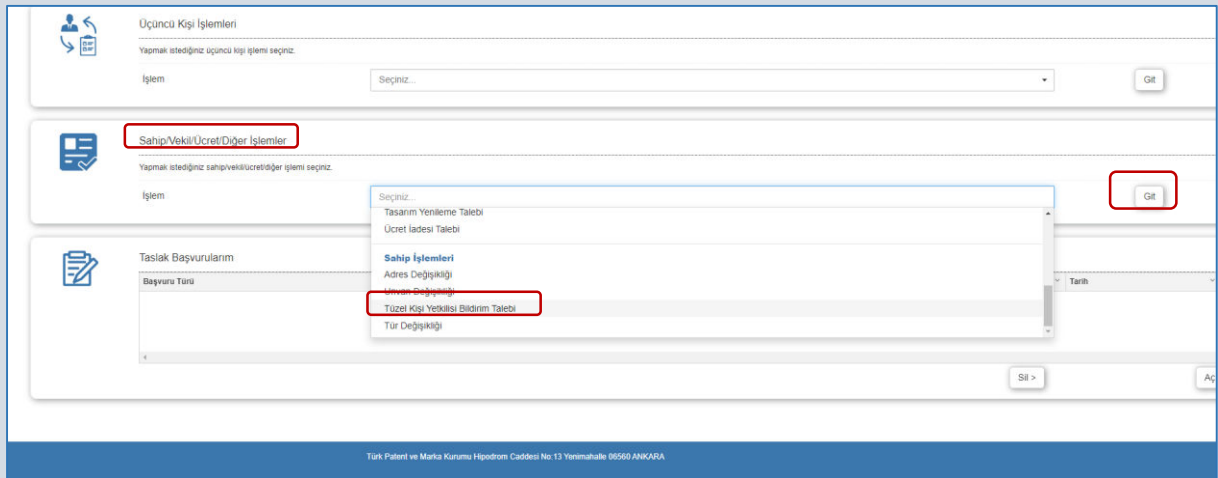 Üçüncü Kişi İşlemleri
Yapmak istediğiniz üçüncü kişi işlemi seçiniz.
İşlem Seçiniz... Git
Sahip/Vekil/Ücret/Diğer İşlemler
Yapmak istediğiniz sahip/vekil/ücret/diğer işlemi seçiniz.
İşlem Seçiniz... Git
Tasarım Yenileme Talebi
Ücret İadesi Talebi
Taslak Başvurularım
Sahip İşlemleri
Adres Değişikliği
Başvuru Türü Tarih
Unvan Değişikliği
Tüzel Kişi Yetkilisi Bildirim Talebi
Tür Değişikliği
Sil > Aç
Türk Patent ve Marka Kurumu Hipodrom Caddesi No:13 Yenimahalle 06560 ANKARA